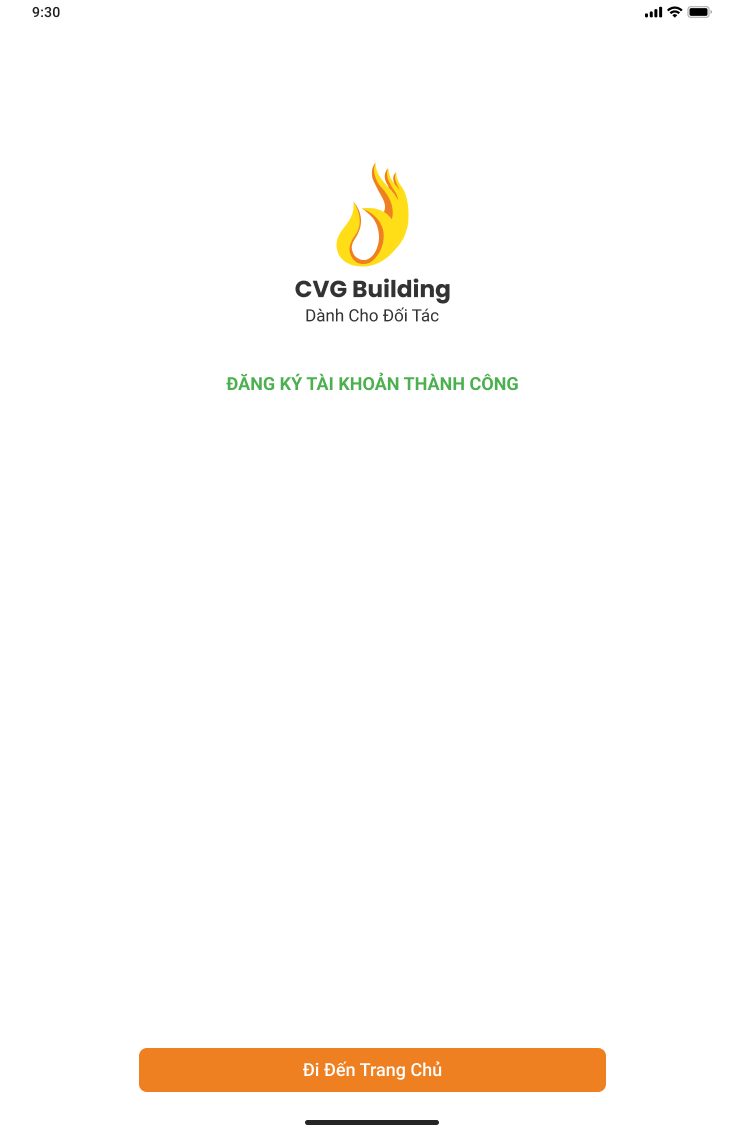 9:30
CVG Building
Dành Cho Đối Tác
ĐĂNG KÝ TÀI KHOẢN THÀNH CÔNG
Đi Đến Trang Chủ